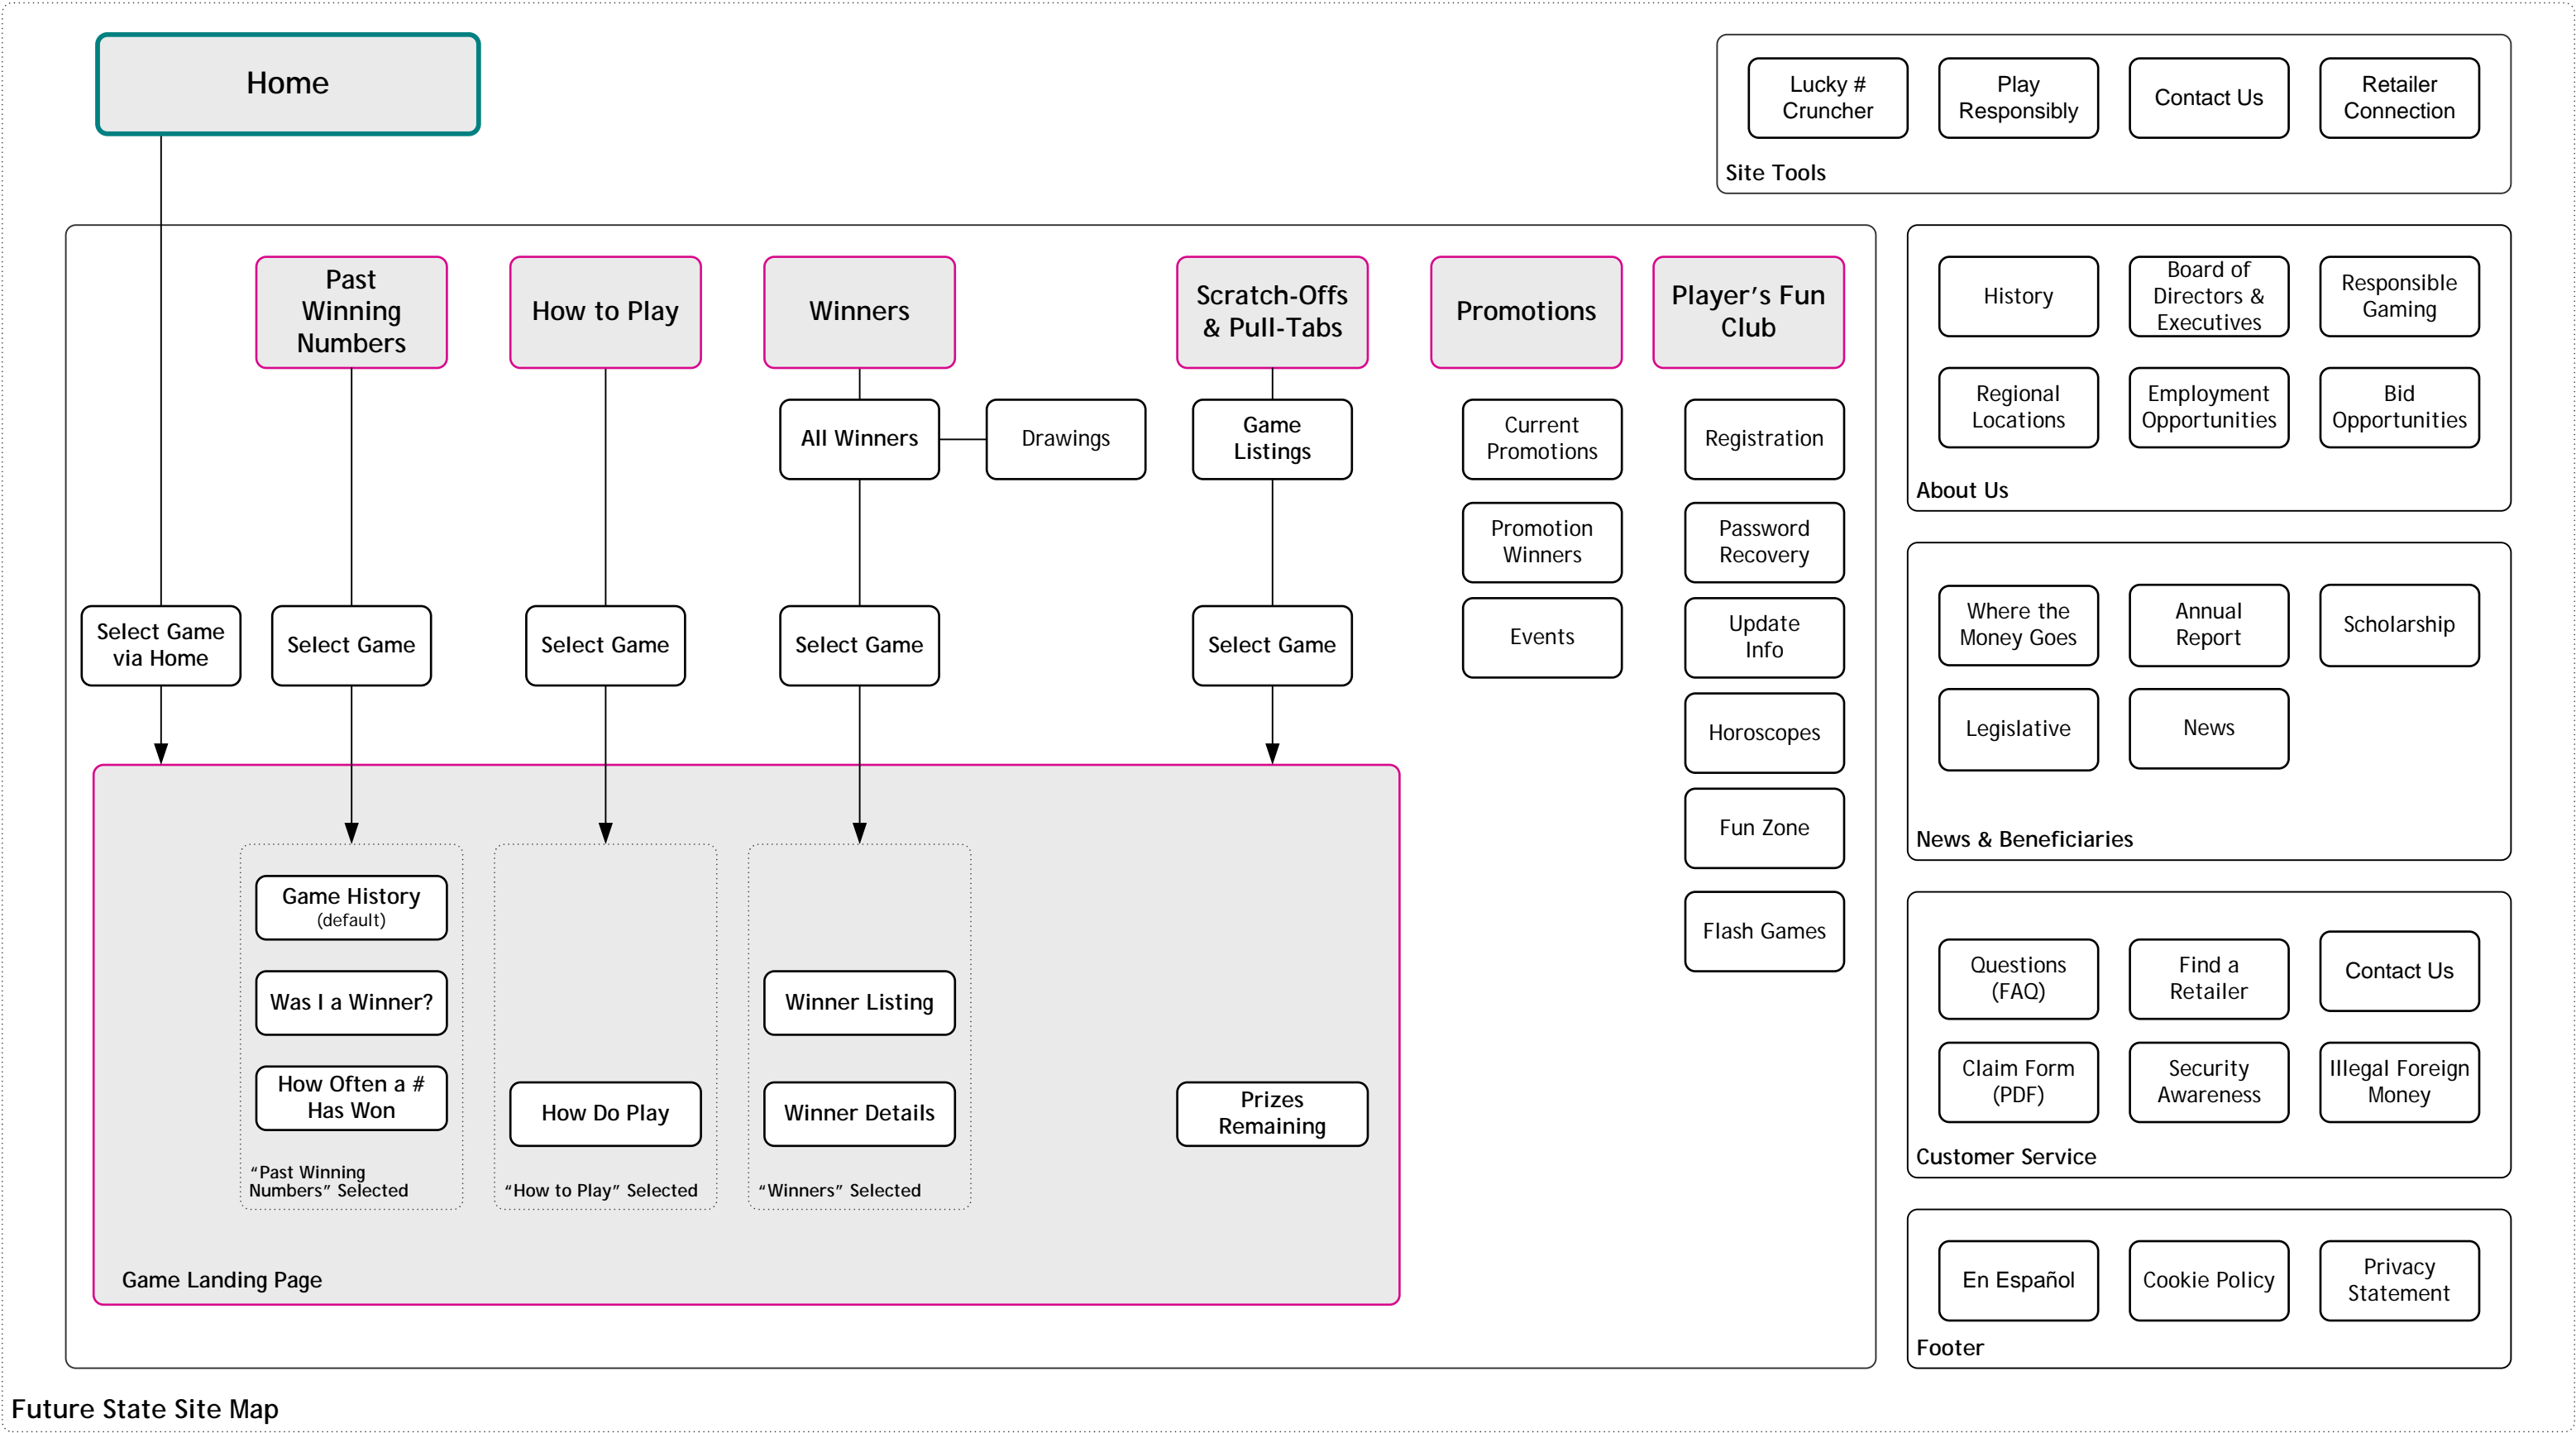 Home
Lucky #
Cruncher
Play
Responsibly
Contact Us
Retailer
Connection
Site Tools
Past
Winning
Numbers
How to Play
Winners
Scratch-Offs
& Pull-Tabs
Promotions
Player’s Fun
Club
All Winners
Drawings
Game
Listings
Current
Promotions
Registration
Promotion
Winners
Password
Recovery
Select Game
via Home
Select Game
Select Game
Select Game
Select Game
Events
Update
Info
Horoscopes
Fun Zone
Flash Games
Game History
(default)
Was I a Winner?
How Often a #
Has Won
“Past Winning
Numbers” Selected
How Do Play
“How to Play” Selected
Winner Listing
Winner Details
“Winners” Selected
Prizes
Remaining
Game Landing Page
History
Board of
Directors &
Executives
Responsible
Gaming
Regional
Locations
Employment
Opportunities
Bid
Opportunities
About Us
Where the
Money Goes
Annual
Report
Scholarship
Legislative
News
News & Beneficiaries
Questions
(FAQ)
Find a
Retailer
Contact Us
Claim Form
(PDF)
Security
Awareness
Illegal Foreign
Money
Customer Service
En Español
Cookie Policy
Privacy
Statement
Footer
Future State Site Map